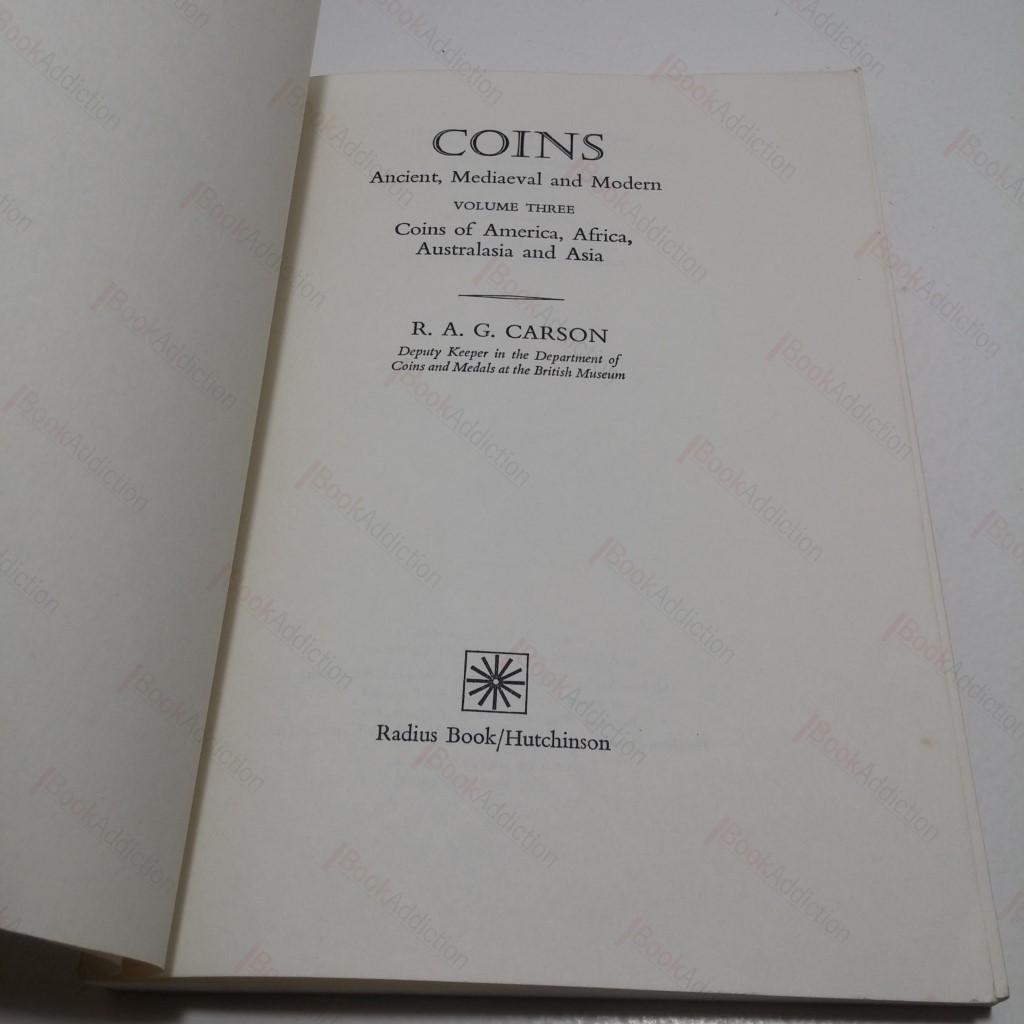 COINS
Ancient, Mediaeval and Modern
VOLUME THREE
Coins of America, Africa,
Australasia and Asia
R. A. G. CARSON
Deputy Keeper in the Department of
Coins and Medals at the British Museum
Radius Book/Hutchinson
BookAddiction